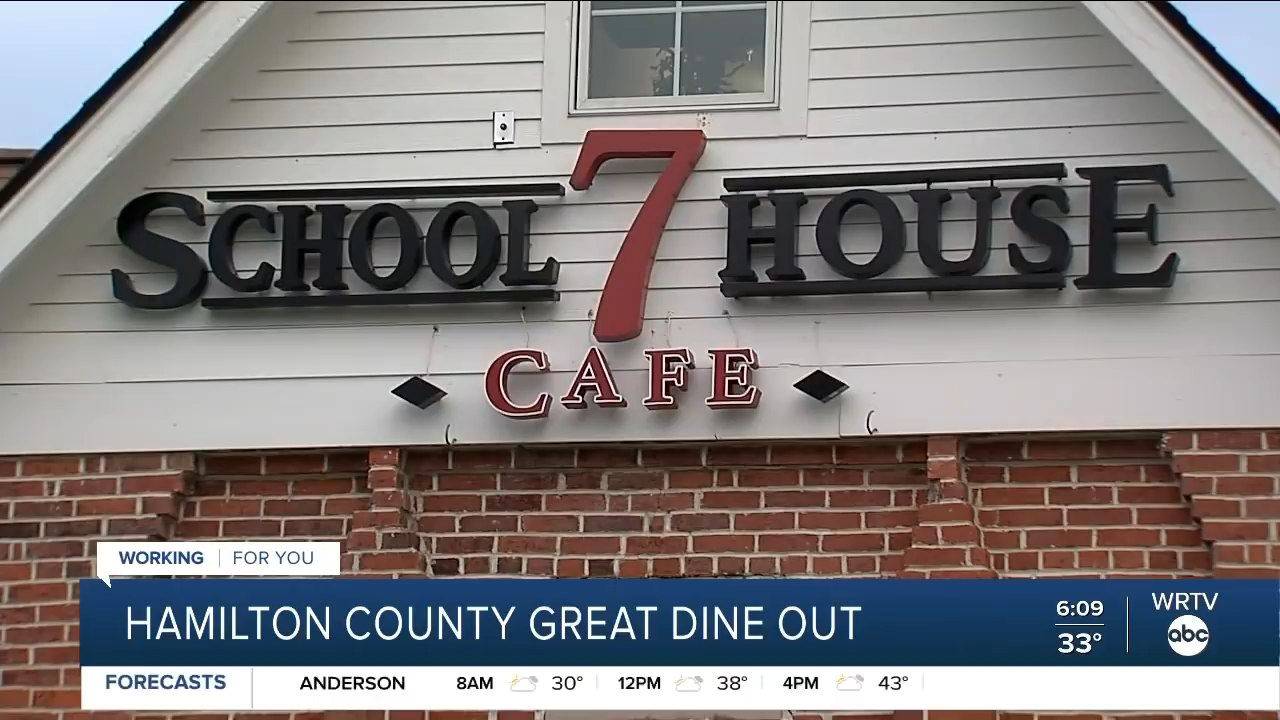 SCHOOL 7 HOUSE
CAFE
WORKING | FOR YOU
HAMILTON COUNTY GREAT DINE OUT
6:09
33°
WRTV
abc
FORECASTS ANDERSON 8AM 30° 12PM 38° 4PM 43°